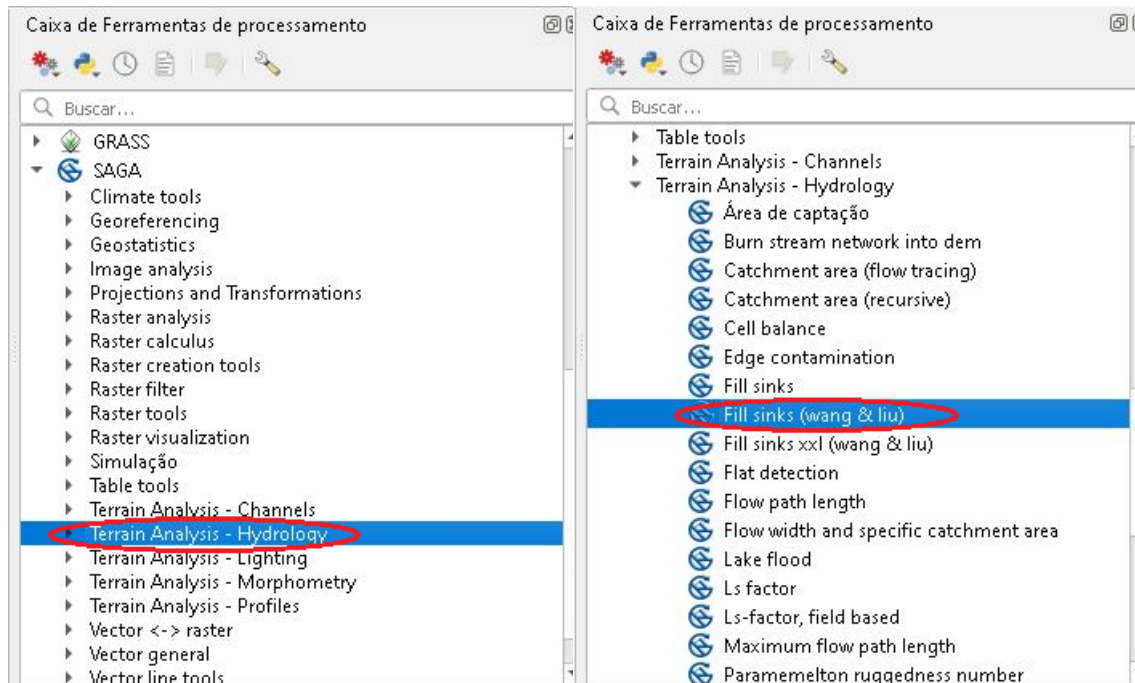 Caixa de Ferramentas de processamento
Buscar...
GRASS
SAGA
Climate tools
Georeferencing
Geostatistics
Image analysis
Projections and Transformations
Raster analysis
Raster calculus
Raster creation tools
Raster filter
Raster tools
Raster visualization
Simulação
Table tools
Terrain Analysis - Channels
Terrain Analysis - Hydrology
Terrain Analysis - Lighting
Terrain Analysis - Morphometry
Terrain Analysis - Profiles
Vector <-> raster
Vector general
Vector line tools
Caixa de Ferramentas de processamento
Buscar...
Table tools
Terrain Analysis - Channels
Terrain Analysis - Hydrology
Área de captação
Burn stream network into dem
Catchment area (flow tracing)
Catchment area (recursive)
Cell balance
Edge contamination
Fill sinks
Fill sinks (wang & liu)
Fill sinks xxl (wang & liu)
Flat detection
Flow path length
Flow width and specific catchment area
Lake flood
Ls factor
Ls-factor, field based
Maximum flow path length
Paramemelton ruggedness number